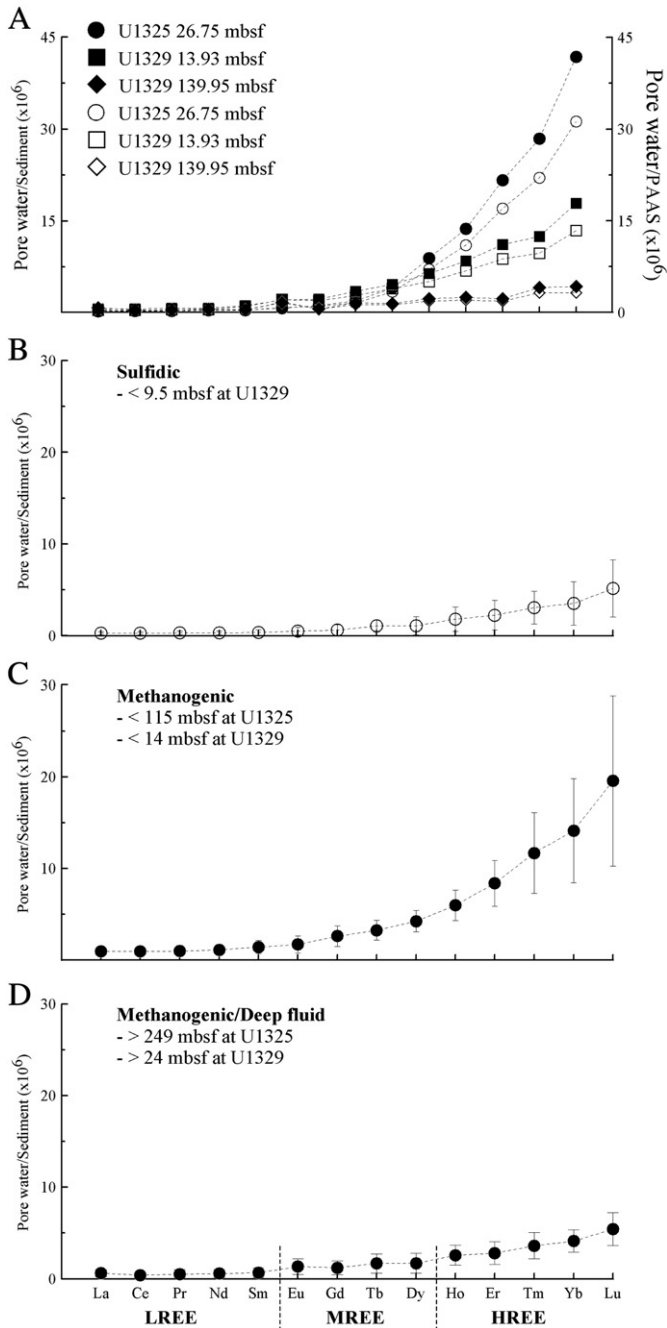 A
45
30
15
Pore water/Sediment (x10⁶)
U1325 26.75 mbsf
U1329 13.93 mbsf
U1329 139.95 mbsf
U1325 26.75 mbsf
U1329 13.93 mbsf
U1329 139.95 mbsf
45
30
15
0
Pore water/PAAS (x10⁶)
B
30
20
10
0
Pore water/Sediment (x10⁶)
Sulfidic
- < 9.5 mbsf at U1329
C
30
20
10
Pore water/Sediment (x10⁶)
Methanogenic
- < 115 mbsf at U1325
- < 14 mbsf at U1329
D
30
20
10
0
Pore water/Sediment (x10⁶)
Methanogenic/Deep fluid
- > 249 mbsf at U1325
- > 24 mbsf at U1329
La Ce Pr Nd Sm Eu Gd Tb Dy Ho Er Tm Yb Lu
LREE MREE HREE